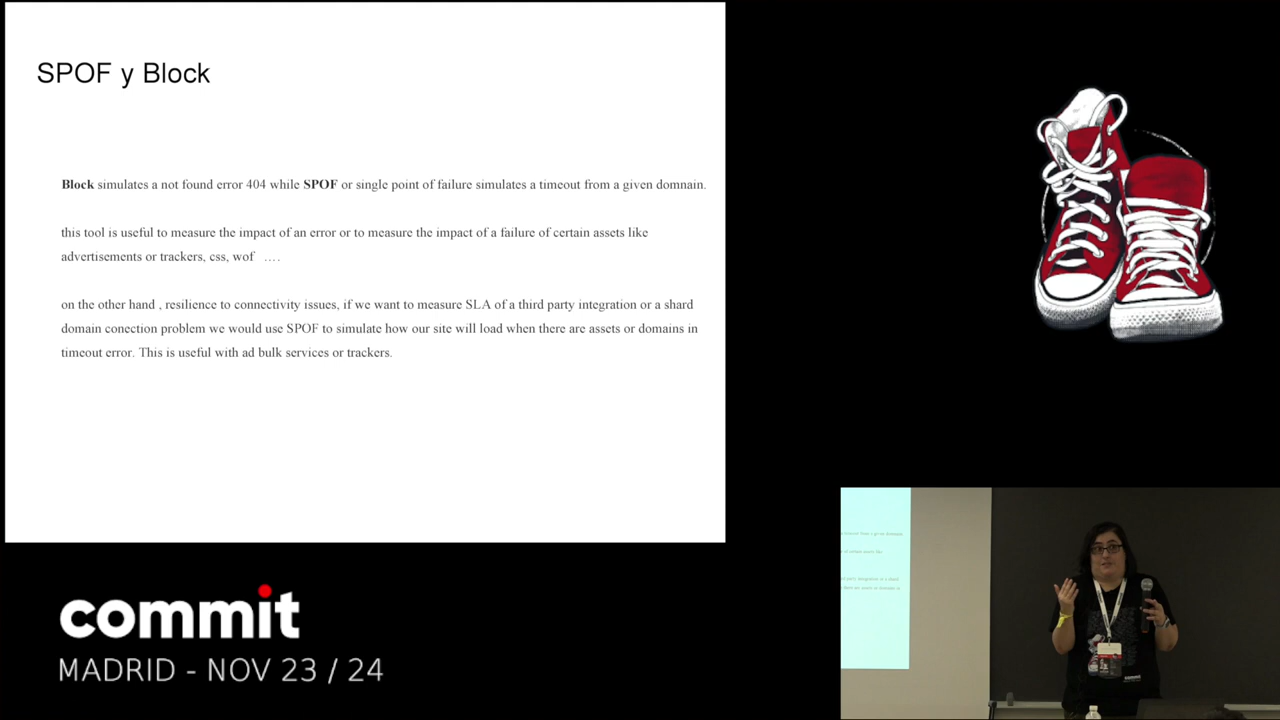 SPOF y Block
Block simulates a not found error 404 while SPOF or single point of failure simulates a timeout from a given domnain.
this tool is useful to measure the impact of an error or to measure the impact of a failure of certain assets like
advertisements or trackers, css, wof ….
on the other hand , resilience to connectivity issues, if we want to measure SLA of a third party integration or a shard
domain conection problem we would use SPOF to simulate how our site will load when there are assets or domains in
timeout error. This is useful with ad bulk services or trackers.
commit
MADRID - NOV 23 / 24